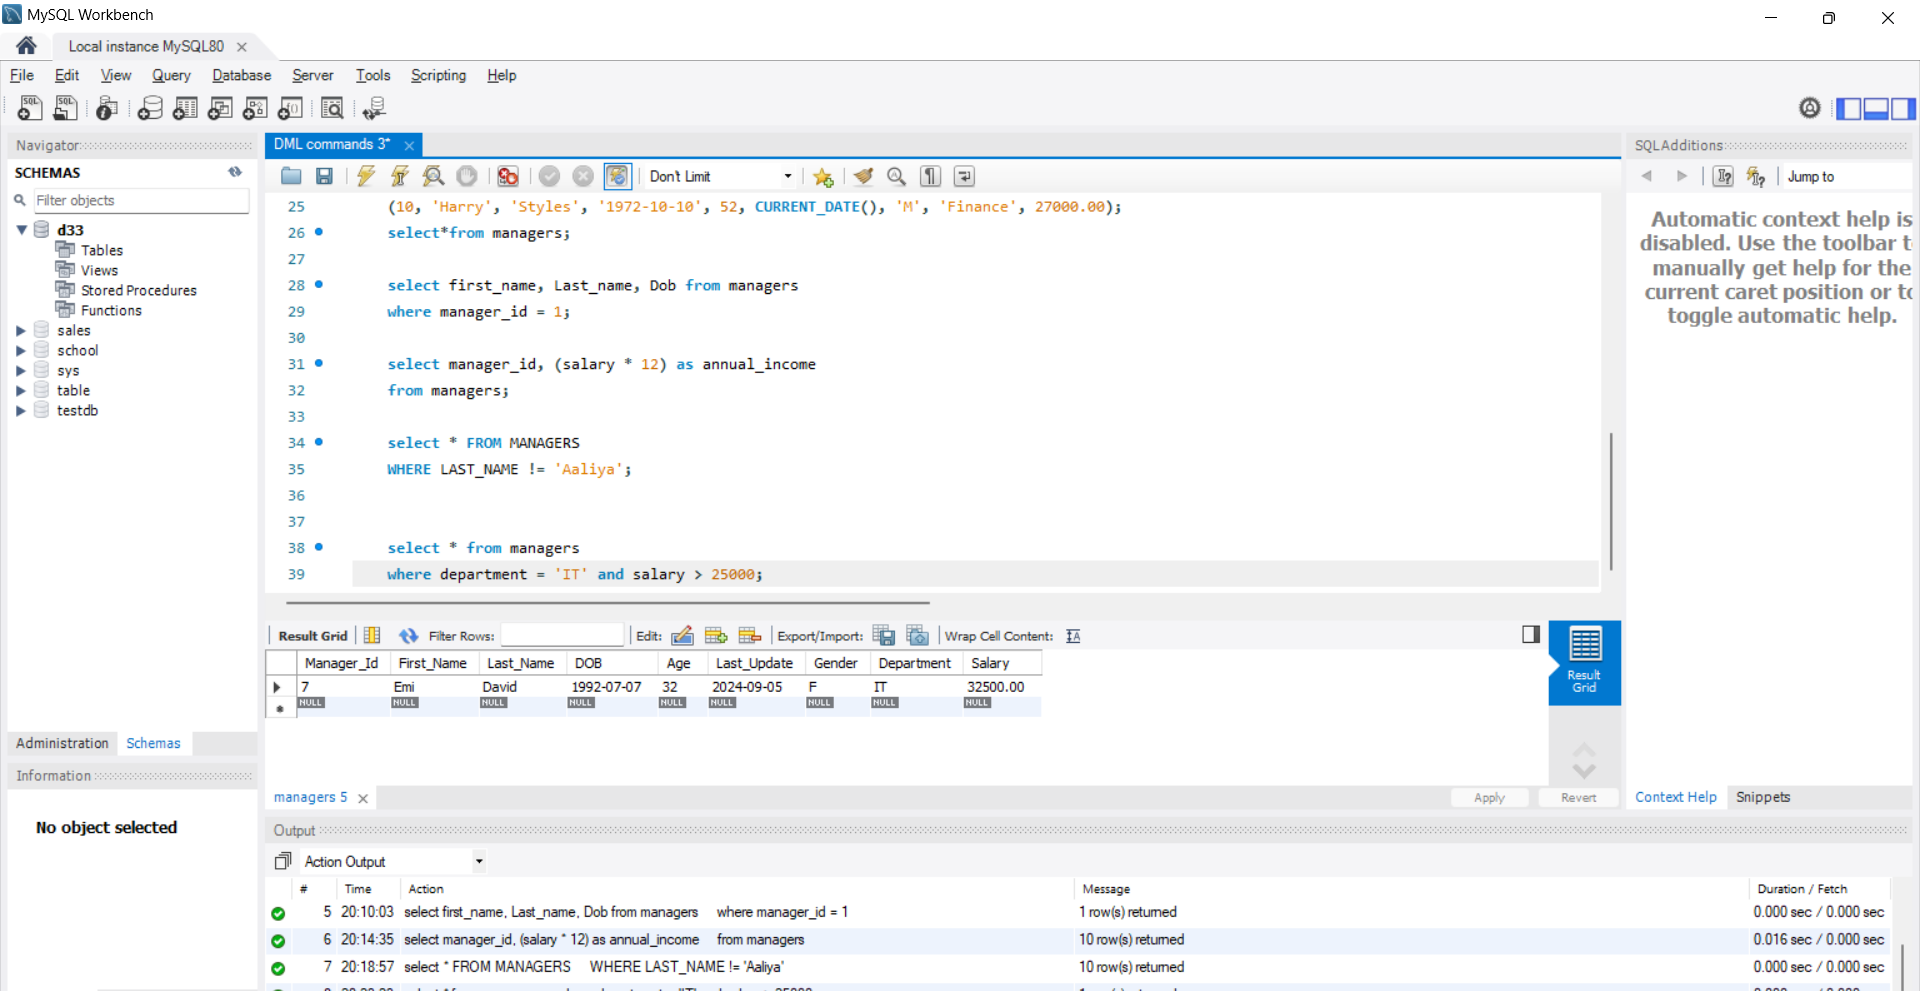 MySQL Workbench
Local instance MySQL80
File Edit View Query Database Server Tools Scripting Help
Navigator
SCHEMAS
Filter objects
d33
Tables
Views
Stored Procedures
Functions
sales
school
sys
table
testdb
Administration Schemas
Information
No object selected
DML commands 3*
Don't Limit
25 (10, 'Harry', 'Styles', '1972-10-10', 52, CURRENT_DATE(), 'M', 'Finance', 27000.00);
26 select*from managers;
27
28 select first_name, Last_name, Dob from managers
29 where manager_id = 1;
30
31 select manager_id, (salary * 12) as annual_income
32 from managers;
33
34 select * FROM MANAGERS
35 WHERE LAST_NAME != 'Aaliya';
36
37
38 select * from managers
39 where department = 'IT' and salary > 25000;
Result Grid Filter Rows: Edit: Export/Import: Wrap Cell Content:
Manager_Id First_Name Last_Name DOB Age Last_Update Gender Department Salary
7 Emi David 1992-07-07 32 2024-09-05 F IT 32500.00
NULL NULL NULL NULL NULL NULL NULL NULL NULL
Result
Grid
managers 5
Apply Revert
SQLAdditions
Jump to
Automatic context help is
disabled. Use the toolbar
manually get help for the
current caret position or
toggle automatic help.
Context Help Snippets
Output
Action Output
# Time Action Message Duration / Fetch
5 20:10:03 select first_name, Last_name, Dob from managers where manager_id = 1 1 row(s) returned 0.000 sec / 0.000 sec
6 20:14:35 select manager_id, (salary * 12) as annual_income from managers 10 row(s) returned 0.016 sec / 0.000 sec
7 20:18:57 select * FROM MANAGERS WHERE LAST_NAME != 'Aaliya' 10 row(s) returned 0.000 sec / 0.000 sec